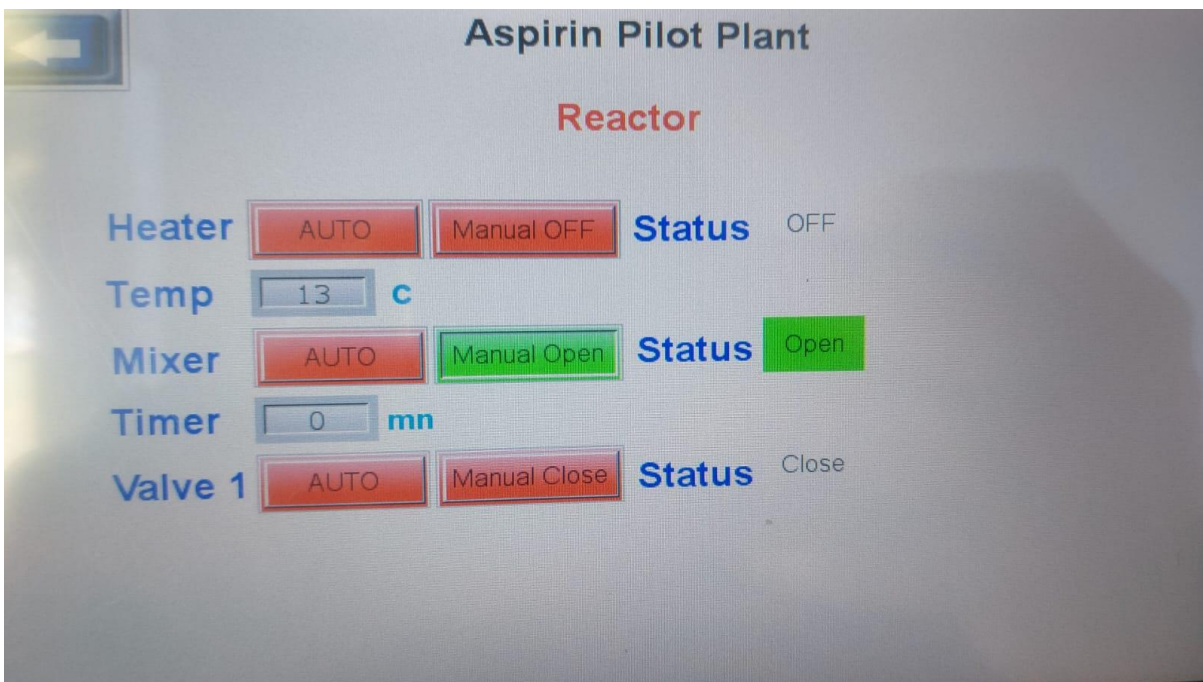 Aspirin Pilot Plant
Reactor
Heater AUTO Manual OFF Status OFF
Temp 13 C
Mixer AUTO Manual Open Status Open
Timer 0 mn
Valve 1 AUTO Manual Close Status Close